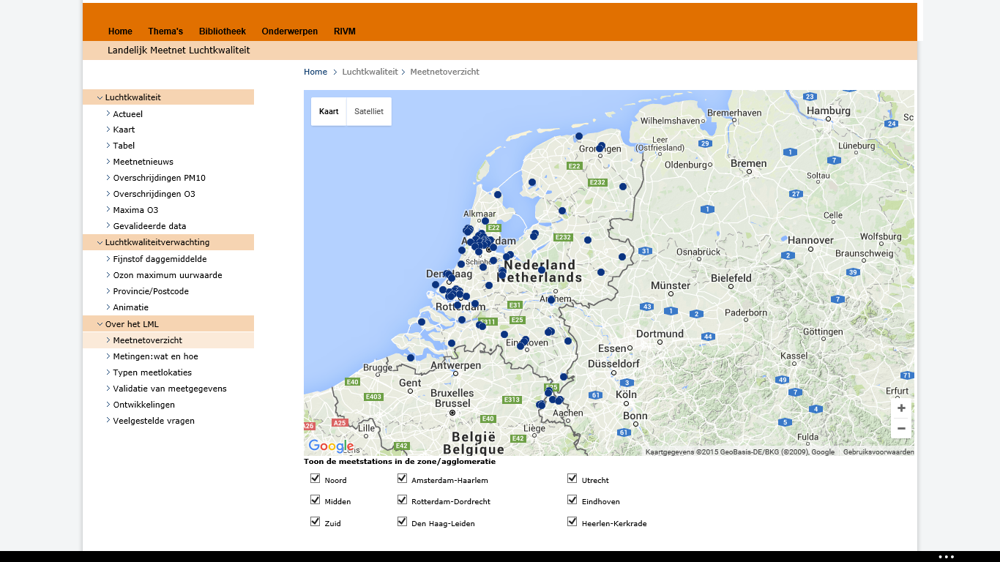 Home Thema's Bibliotheek Onderwerpen RIVM
Landelijk Meetnet Luchtkwaliteit
Home > Luchtkwaliteit > Meetnetoverzicht
Luchtkwaliteit
Actueel
Kaart
Tabel
Meetnetnieuws
Overschrijdingen PM10
Overschrijdingen O3
Maxima O3
Gevalideerde data
Luchtkwaliteitverwachting
Fijnstof daggemiddelde
Ozon maximum uurwaarde
Provincie/Postcode
Animatie
Over het LML
Meetnetoverzicht
Metingen:wat en hoe
Typen meetlokaties
Validatie van meetgegevens
Ontwikkelingen
Veelgestelde vragen
Kaart Satelliet
23
Hamburg
Bremerhaven
Wilhelmshaven
Sc
24
Leer
(Ostfriesland)
29
Lüneburg
1
7
Oldenburg
Bremen
E22
Soltau
E232
27
1
Celle
Alkmaar
E22
E232
Hannover
Wolfsburg
31
Osnabrück
2
Braunschweig
Nederland
Netherlands
39
Bielefeld
Münster
7
E31
43
1
2
Paderborn
Rotterdam
E311
E25
44
Dortmund
Göttingen
Essen
Kassel
Düsseldorf
Antwerpen
Brugge
E40
Gent
3
49
71
7
Erfurt
E403
Bruxelles
Brussel
E313
E25
61
Köln
4
Aachen
E40
Bonn
5
A26
A25
Lille
Liège
61
Fulda
België
Belgique
E42
E42
Google
+
−
Kaartgegevens ©2015 GeoBasis-DE/BKG (©2009), Google Gebruiksvoorwaarden
Toon de meetstations in de zone/agglomeratie
Noord Amsterdam-Haarlem Utrecht
Midden Rotterdam-Dordrecht Eindhoven
Zuid Den Haag-Leiden Heerlen-Kerkrade